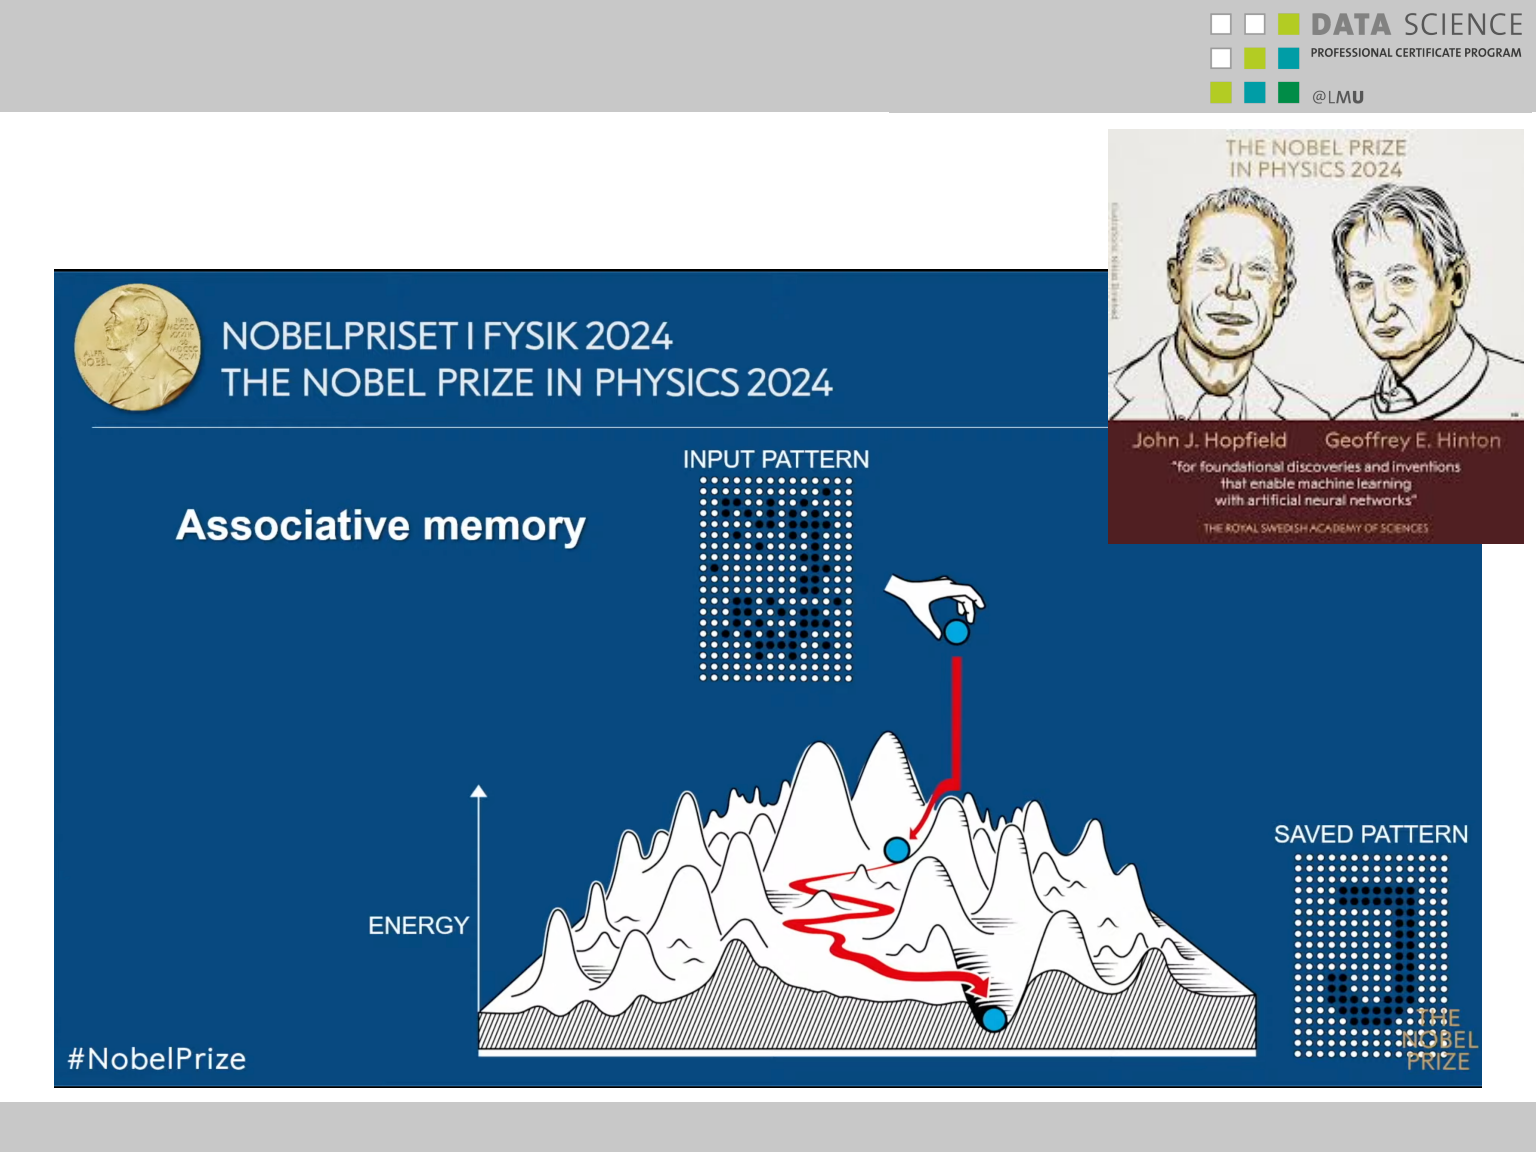 DATA SCIENCE
PROFESSIONAL CERTIFICATE PROGRAM
@LMU
THE NOBEL PRIZE
IN PHYSICS 2024
John J. Hopfield
Geoffrey E. Hinton
"for foundational discoveries and inventions
that enable machine learning
with artificial neural networks"
THE ROYAL SWEDISH ACADEMY OF SCIENCES
NOBELPRISET I FYSIK 2024
THE NOBEL PRIZE IN PHYSICS 2024
INPUT PATTERN
Associative memory
SAVED PATTERN
ENERGY
#NobelPrize
THE
NOBEL
PRIZE